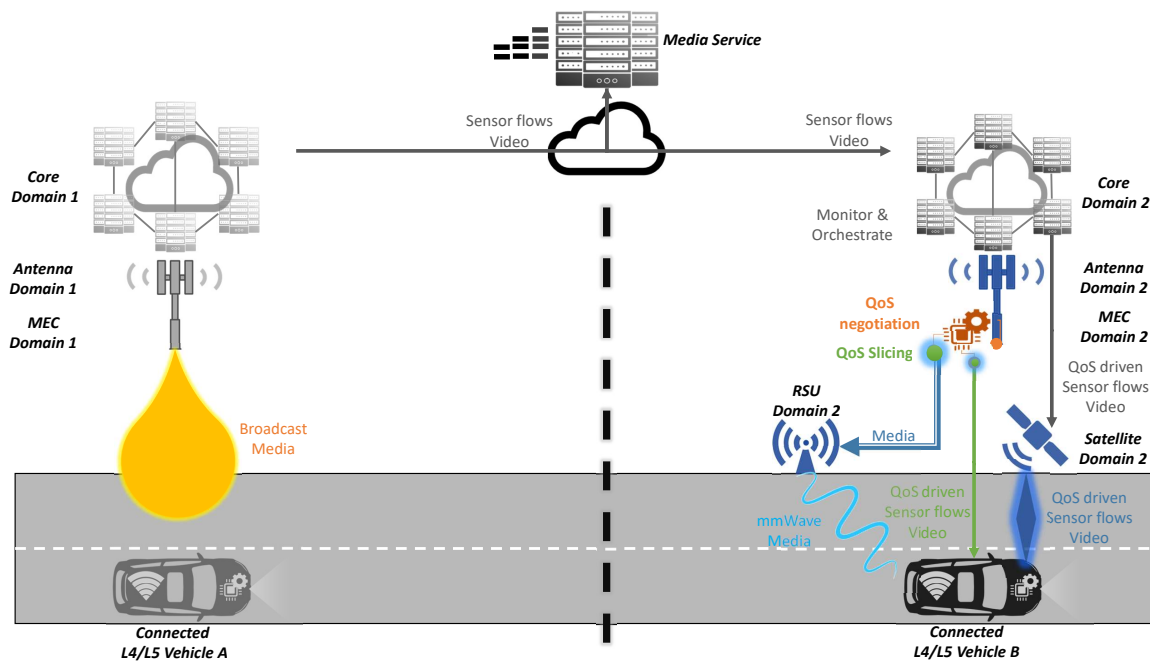 Media Service
Sensor flows
Video
Sensor flows
Video
Core
Domain 1
Core
Domain 2
Monitor &
Orchestrate
Antenna
Domain 1
Antenna
Domain 2
MEC
Domain 1
QoS
negotiation
MEC
Domain 2
QoS Slicing
QoS driven
Sensor flows
Video
RSU
Domain 2
Broadcast
Media
Media
Satellite
Domain 2
mmWave
Media
QoS driven
Sensor flows
Video
QoS driven
Sensor flows
Video
Connected
L4/L5 Vehicle A
Connected
L4/L5 Vehicle B